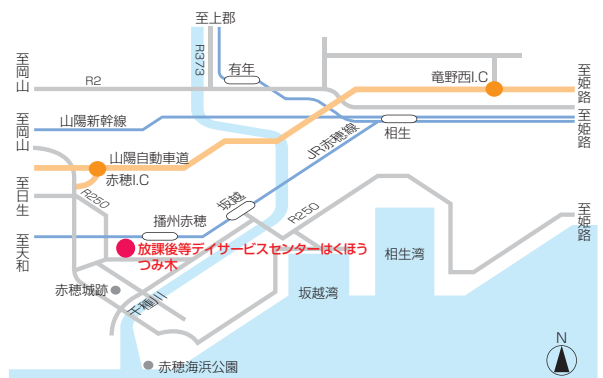 至上郡
至岡山
R373
有年
竜野西I.C
至姫路
R2
至岡山
山陽新幹線
相生
至姫路
JR赤穂線
山陽自動車道
赤穂I.C
至日生
R250
坂越
R250
播州赤穂
至姫路
至大和
放課後等デイサービスセンターはくほう
つみ木
相生湾
赤穂城跡
千種川
坂越湾
赤穂海浜公園
N